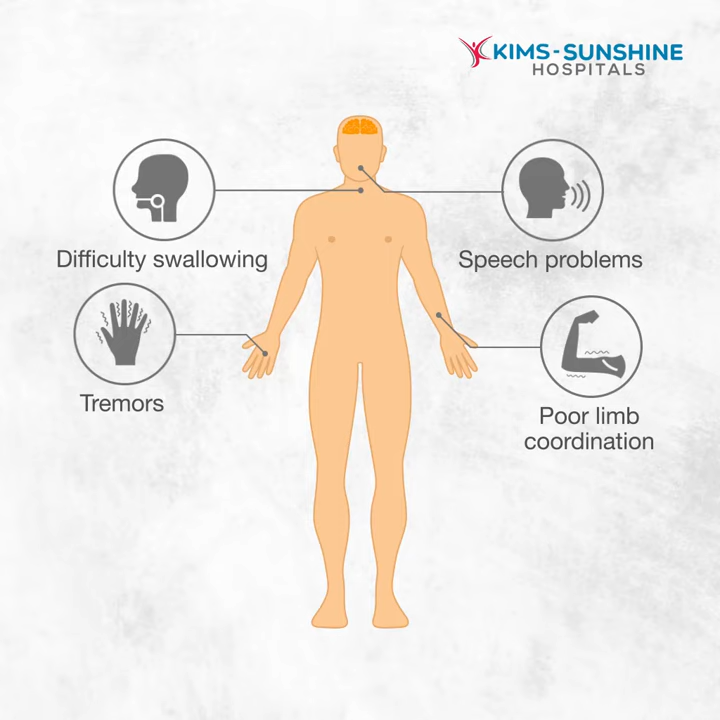 KIMS-SUNSHINE
HOSPITALS
Difficulty swallowing
Speech problems
Tremors
Poor limb
coordination